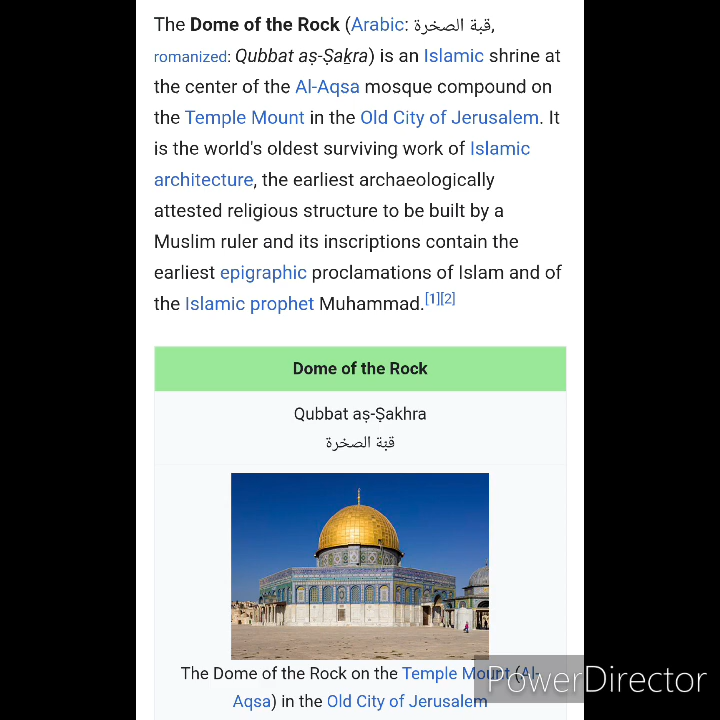 The Dome of the Rock (Arabic: قبة الصخرة,
romanized: Qubbat aṣ-Ṣaḵra) is an Islamic shrine at
the center of the Al-Aqsa mosque compound on
the Temple Mount in the Old City of Jerusalem. It
is the world's oldest surviving work of Islamic
architecture, the earliest archaeologically
attested religious structure to be built by a
Muslim ruler and its inscriptions contain the
earliest epigraphic proclamations of Islam and of
the Islamic prophet Muhammad.[1][2]
Dome of the Rock
Qubbat aṣ-Ṣakhra
قبّة الصخرة
The Dome of the Rock on the Temple Mount (Al-
Aqsa) in the Old City of Jerusalem
PowerDirector